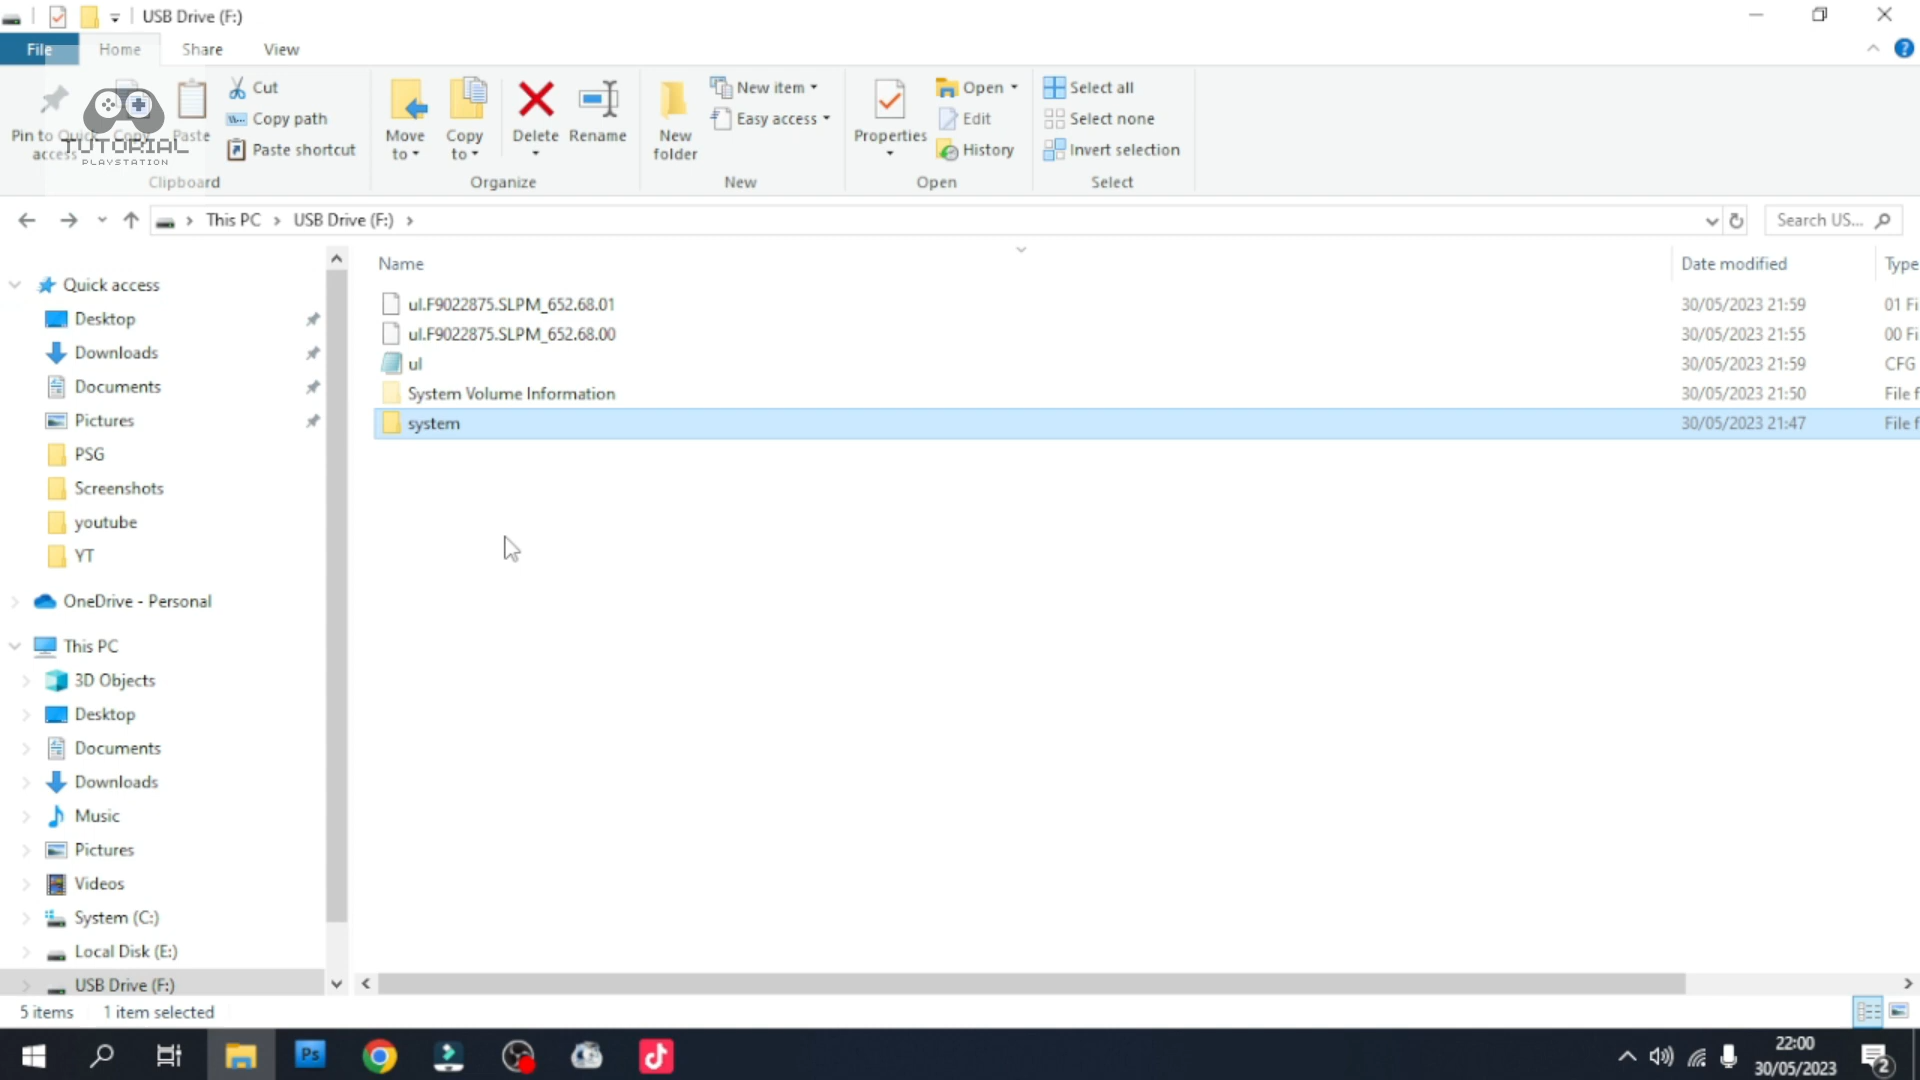 USB Drive (F:)
File
Home
Share
View
Pin to Quick access
Copy
Paste
Cut
Copy path
Paste shortcut
Clipboard
TUTORIAL
PLAYSTATION
Move to
Copy to
Delete
Rename
Organize
New folder
New item
Easy access
New
Properties
Open
Edit
History
Open
Select all
Select none
Invert selection
Select
This PC
USB Drive (F:)
Search US...
Name
Date modified
Type
ul.F9022875.SLPM_652.68.01
30/05/2023 21:59
01 Fi
ul.F9022875.SLPM_652.68.00
30/05/2023 21:55
00 Fi
ul
30/05/2023 21:59
CFG
System Volume Information
30/05/2023 21:50
File f
system
30/05/2023 21:47
File f
Quick access
Desktop
Downloads
Documents
Pictures
PSG
Screenshots
youtube
YT
OneDrive - Personal
This PC
3D Objects
Desktop
Documents
Downloads
Music
Pictures
Videos
System (C:)
Local Disk (E:)
USB Drive (F:)
5 items
1 item selected
Ps
22:00
30/05/2023
2